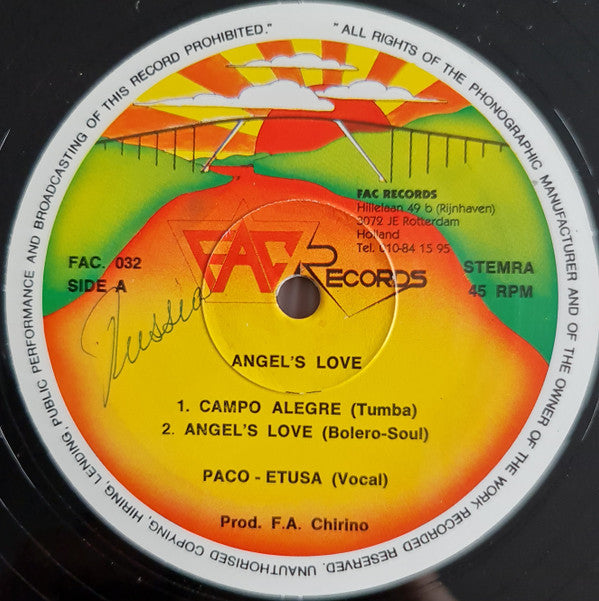 "ALL RIGHTS OF THE PHONOGRAPHIC MANUFACTURER AND OF THE OWNER OF THE WORK RECORDED RESERVED. UNAUTHORISED COPYING, HIRING, LENDING, PUBLIC PERFORMANCE AND BROADCASTING OF THIS RECORD PROHIBITED."
FAC RECORDS
Hillelaan 49 b (Rijnhaven)
3072 JE Rotterdam
Holland
Tel. 010-84 15 95
FAC RECORDS
FAC. 032
SIDE A
STEMRA
45 RPM
Russia
ANGEL'S LOVE
1. CAMPO ALEGRE (Tumba)
2. ANGEL'S LOVE (Bolero-Soul)
PACO - ETUSA (Vocal)
Prod. F.A. Chirino